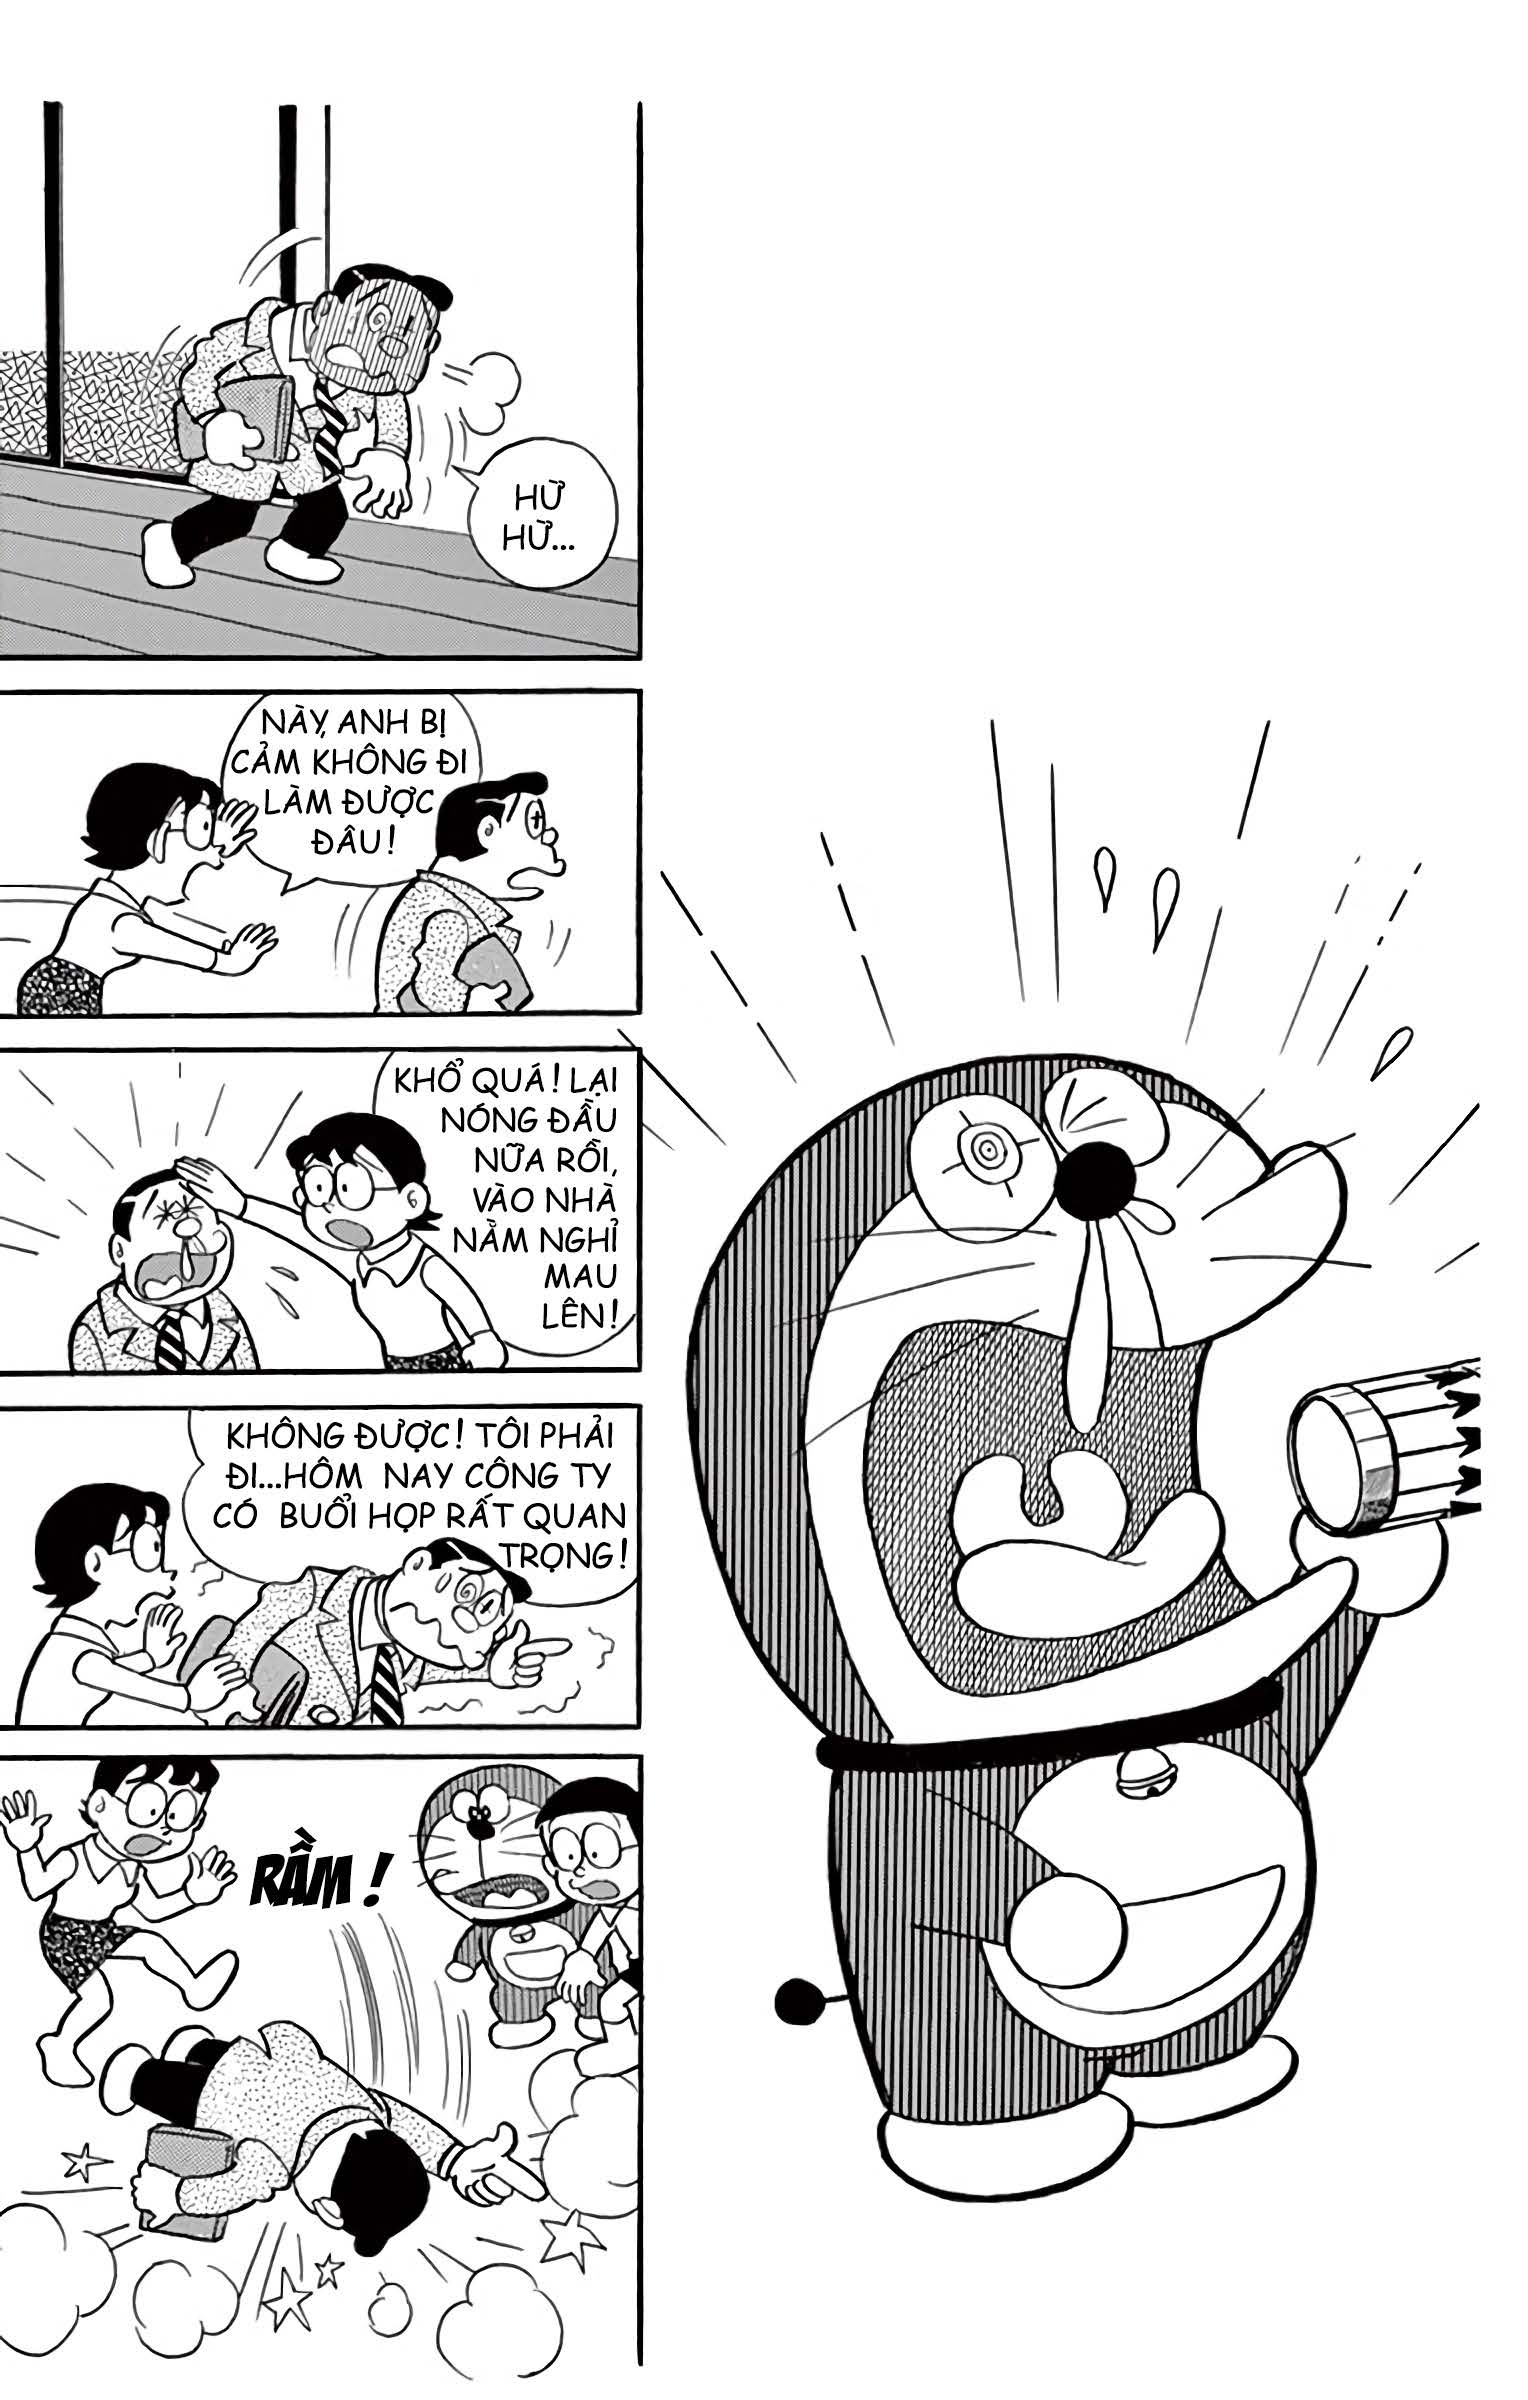 HỪ
HỪ...
NÀY, ANH BỊ
CẢM KHÔNG ĐI
LÀM ĐƯỢC
ĐÂU!
KHỔ QUÁ! LẠI
NÓNG ĐẦU
NỮA RỒI,
VÀO NHÀ
NẰM NGHỈ
MAU
LÊN!
KHÔNG ĐƯỢC! TÔI PHẢI
ĐI...HÔM NAY CÔNG TY
CÓ BUỔI HỌP RẤT QUAN
TRỌNG!
RẦM!